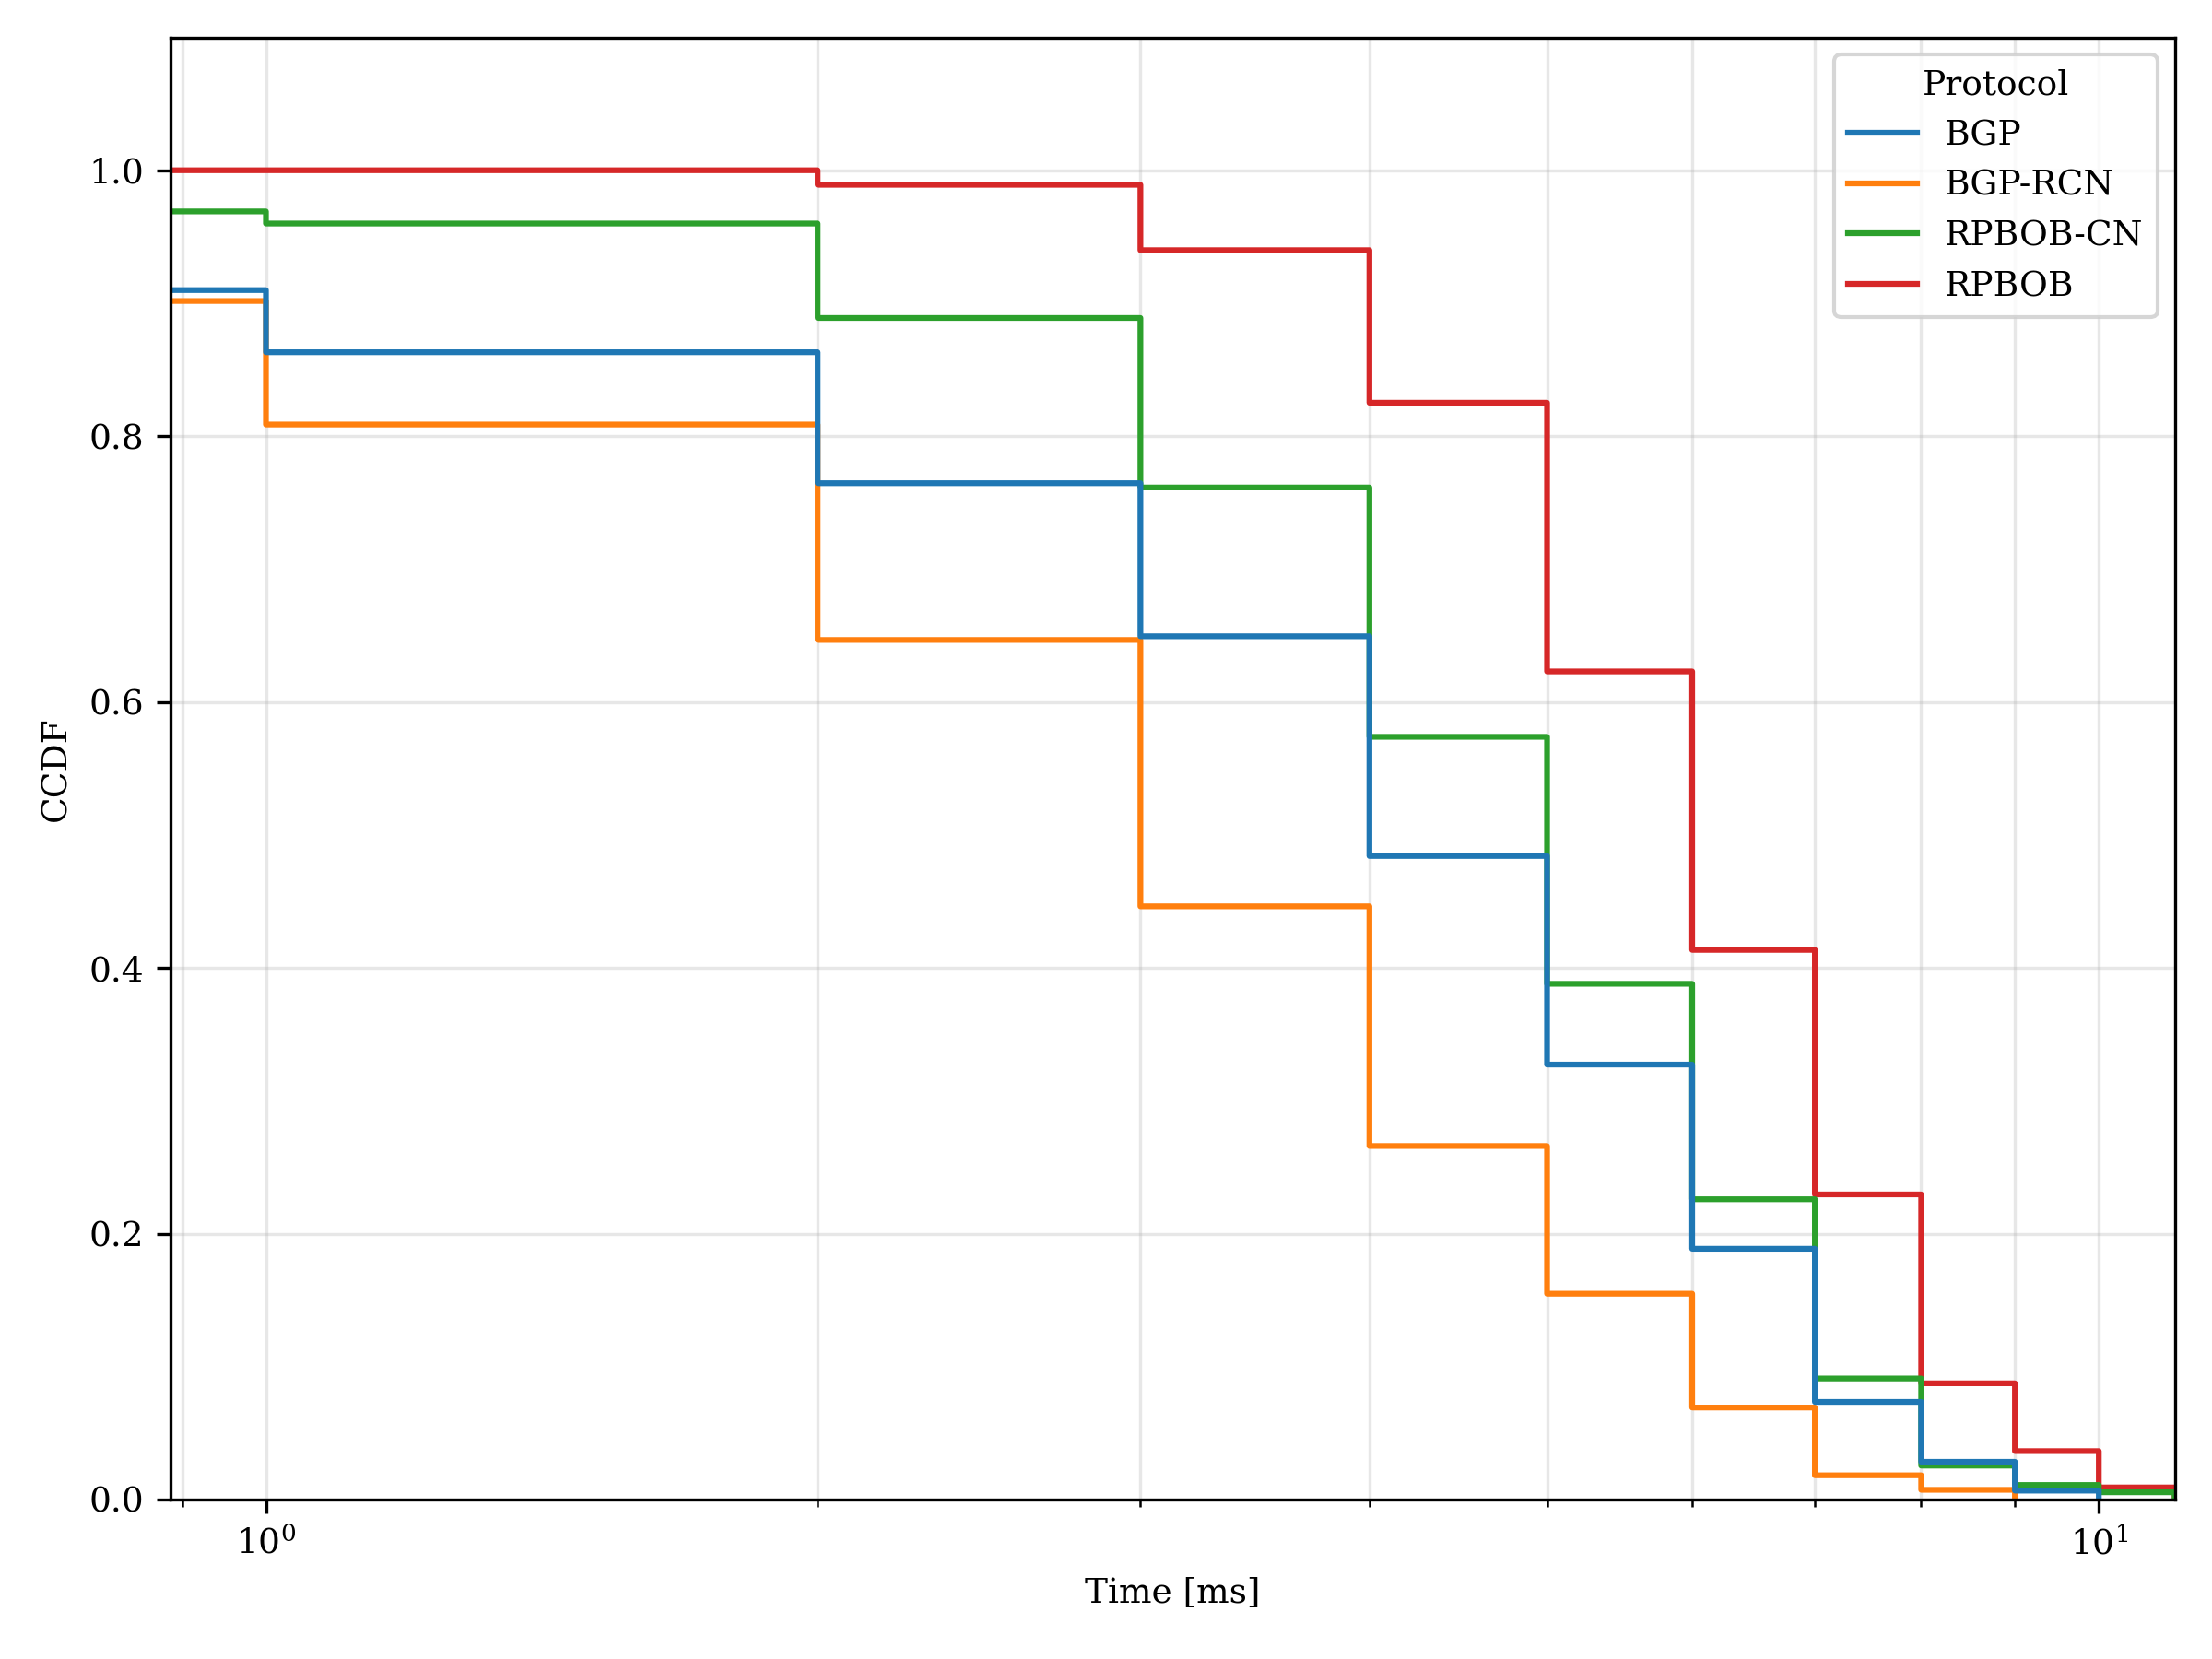 Protocol
BGP
BGP-RCN
RPBOB-CN
RPBOB
1.0
0.8
0.6
0.4
0.2
0.0
CCDF
10⁰
10¹
Time [ms]